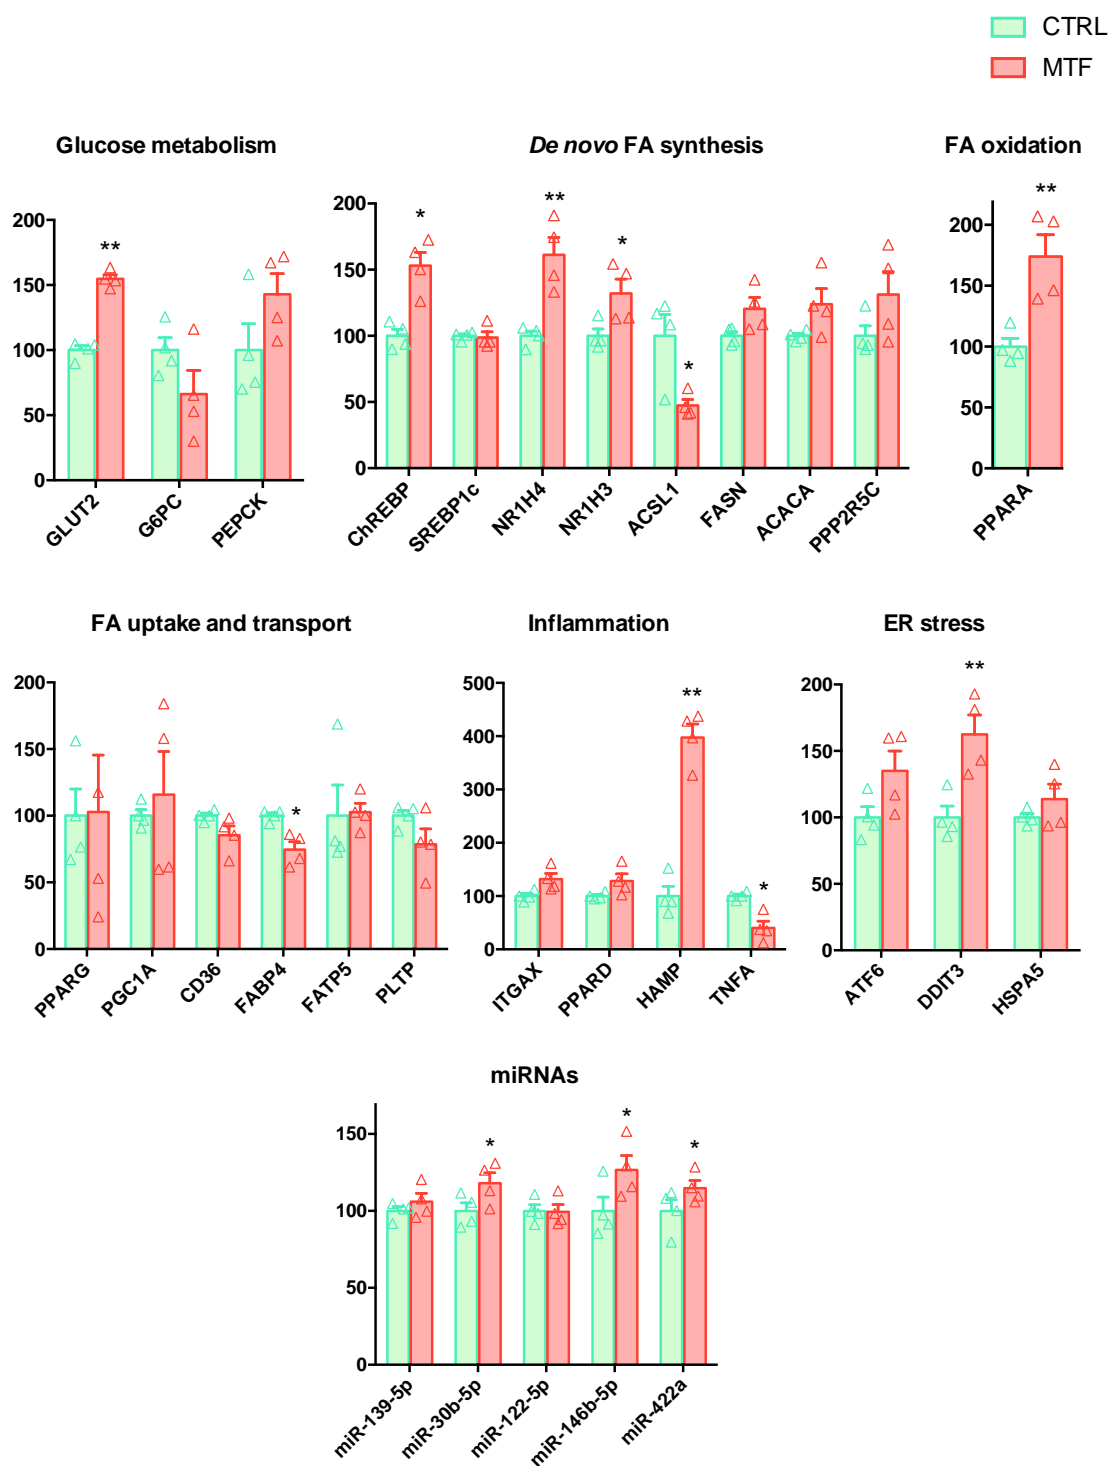 CTRL
MTF
Glucose metabolism
De novo FA synthesis
FA oxidation
200
150
100
50
0
**
GLUT2
G6PC
PEPCK
200
150
100
50
0
*
**
*
*
ChREBP
SREBP1c
NR1H4
NR1H3
ACSL1
FASN
ACACA
PPP2R5C
200
150
100
50
0
**
PPARA
FA uptake and transport
Inflammation
ER stress
200
150
100
50
0
*
PPARG
PGC1A
CD36
FABP4
FATP5
PLTP
500
400
300
200
100
0
**
*
ITGAX
PPARD
HAMP
TNFA
200
150
100
50
0
**
ATF6
DDIT3
HSPA5
miRNAs
150
100
50
0
*
*
*
miR-139-5p
miR-30b-5p
miR-122-5p
miR-146b-5p
miR-422a